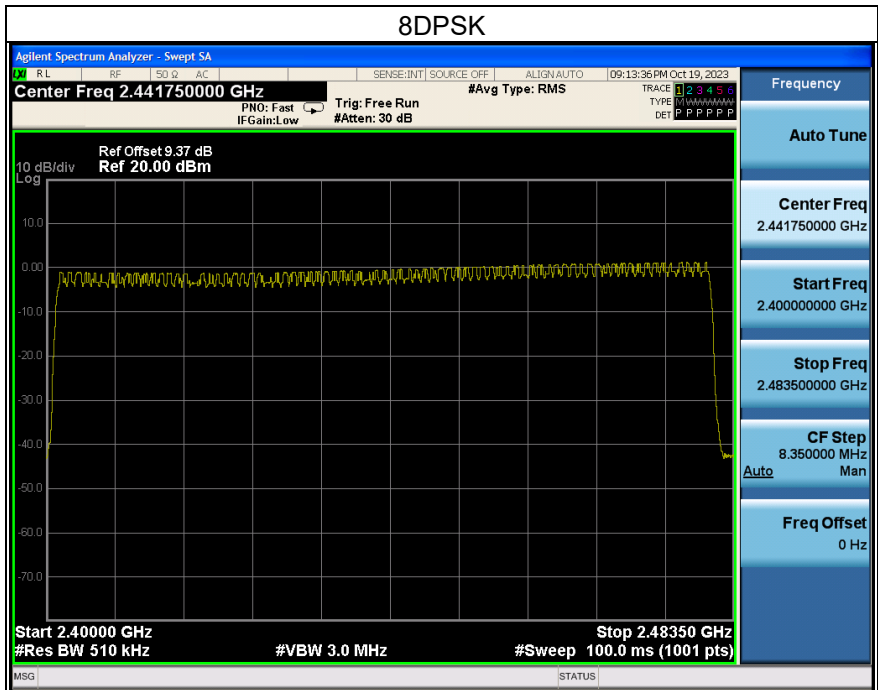 8DPSK
Agilent Spectrum Analyzer - Swept SA
LXI RL RF 50 Ω AC SENSE:INT SOURCE OFF ALIGN AUTO 09:13:36 PM Oct 19, 2023
Center Freq 2.441750000 GHz #Avg Type: RMS TRACE 1 2 3 4 5 6
PNO: Fast Trig: Free Run TYPE M WWWWW
IFGain:Low #Atten: 30 dB DET P P P P P P
Ref Offset 9.37 dB
10 dB/div Ref 20.00 dBm
Log
10.0
0.00
-10.0
-20.0
-30.0
-40.0
-50.0
-60.0
-70.0
Start 2.40000 GHz Stop 2.48350 GHz
#Res BW 510 kHz #VBW 3.0 MHz #Sweep 100.0 ms (1001 pts)
MSG STATUS
Frequency
Auto Tune
Center Freq
2.441750000 GHz
Start Freq
2.400000000 GHz
Stop Freq
2.483500000 GHz
CF Step
8.350000 MHz
Auto Man
Freq Offset
0 Hz